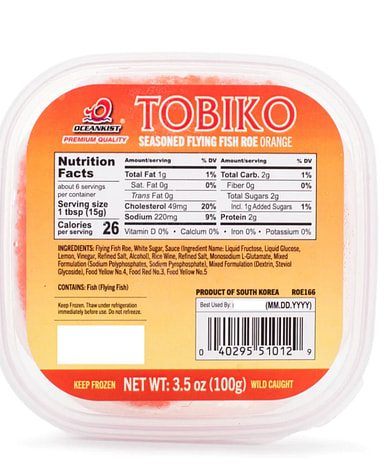 OCEANKIST
PREMIUM QUALITY
TOBIKO
SEASONED FLYING FISH ROE ORANGE
Nutrition Facts
about 6 servings per container
Serving size 1 tbsp (15g)
Calories per serving 26
Amount/serving % DV
Total Fat 1g 1%
Sat. Fat 0g 0%
Trans Fat 0g
Cholesterol 49mg 20%
Sodium 220mg 9%
Amount/serving % DV
Total Carb. 2g 1%
Fiber 0g 0%
Total Sugars 2g
Incl. 1g Added Sugars 1%
Protein 2g
Vitamin D 0% • Calcium 0% • Iron 0% • Potassium 0%
INGREDIENTS: Flying Fish Roe, White Sugar, Sauce (Ingredient Name: Liquid Fructose, Liquid Glucose,
Lemon, Vinegar, Refined Salt, Alcohol), Rice Wine, Refined Salt, Monosodium L-Glutamate, Mixed
Formulation (Sodium Polyphosphates, Sodium Pyrophosphate), Mixed Formulation (Dextrin, Steviol
Glycoside), Food Yellow No.4, Food Red No.3, Food Yellow No.5
CONTAINS: Fish (Flying Fish)
PRODUCT OF SOUTH KOREA ROE166
Keep Frozen. Thaw under refrigeration
immediately before use. Do not refreeze.
Best Used By: (MM.DD.YYYY)
0 40295 51012 9
KEEP FROZEN NET WT: 3.5 oz (100g) WILD CAUGHT